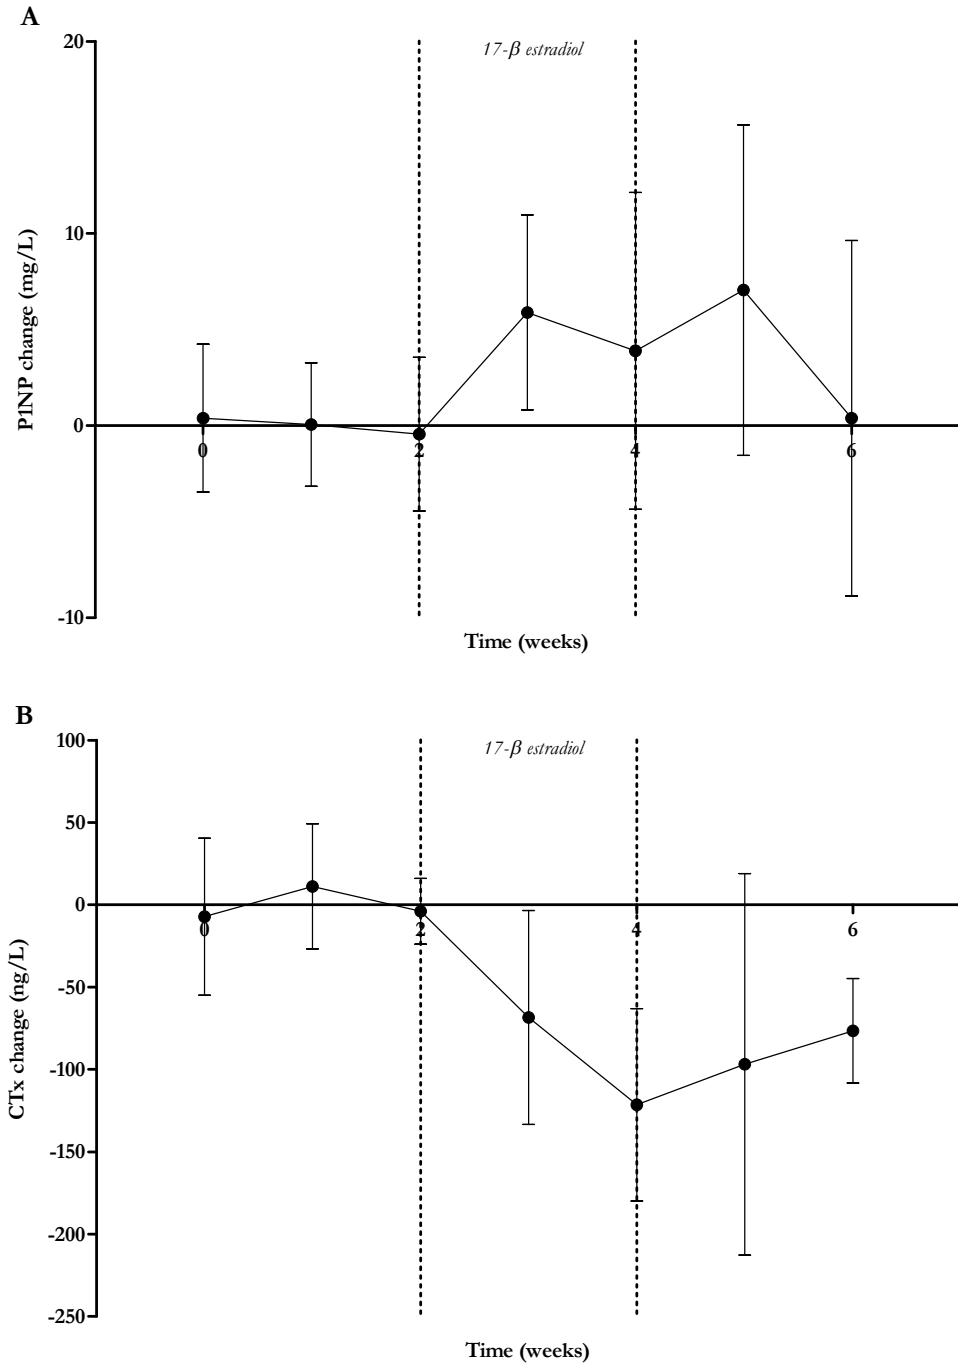 A
20
17-β estradiol
10
P1NP change (mg/L)
0
0 2 4 6
-10
Time (weeks)
B
100
17-β estradiol
50
0
0 2 4 6
-50
CTx change (ng/L)
-100
-150
-200
-250
Time (weeks)